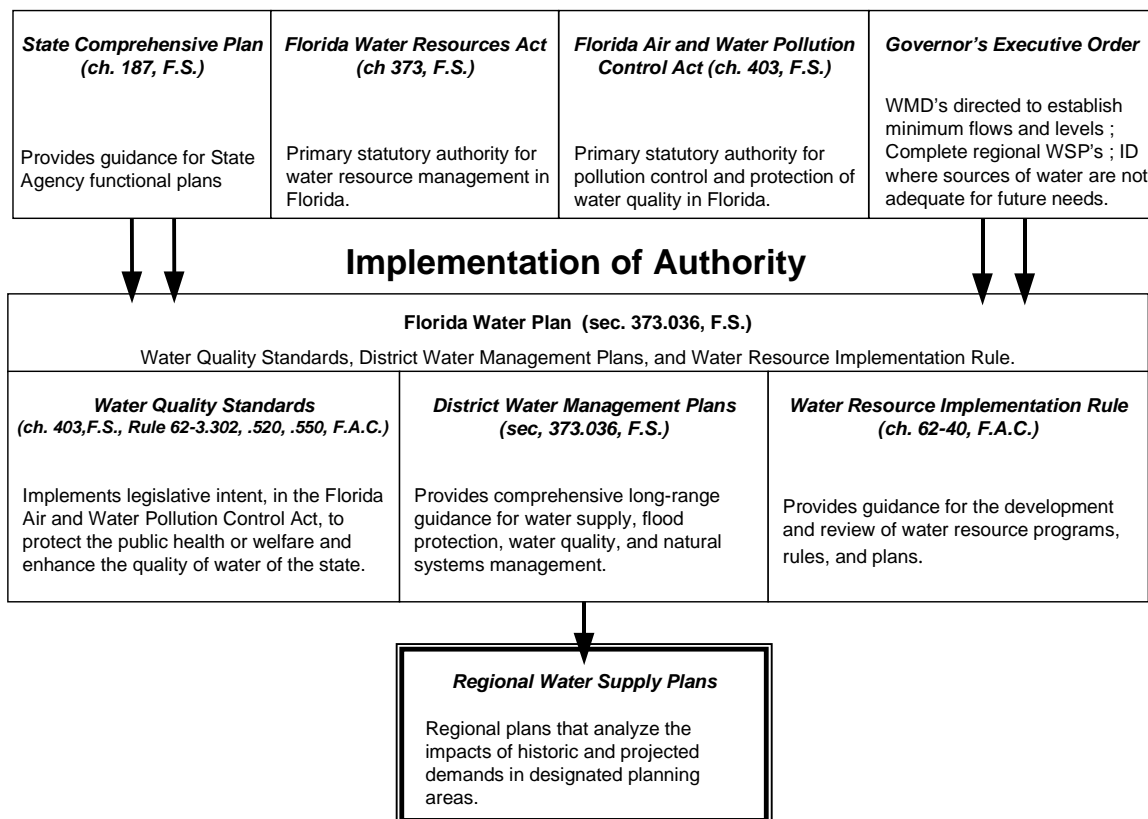 State Comprehensive Plan
(ch. 187, F.S.)
Provides guidance for State
Agency functional plans
Florida Water Resources Act
(ch 373, F.S.)
Primary statutory authority for
water resource management in
Florida.
Florida Air and Water Pollution
Control Act (ch. 403, F.S.)
Primary statutory authority for
pollution control and protection of
water quality in Florida.
Governor's Executive Order
WMD's directed to establish
minimum flows and levels ;
Complete regional WSP's ; ID
where sources of water are not
adequate for future needs.
Implementation of Authority
Florida Water Plan (sec. 373.036, F.S.)
Water Quality Standards, District Water Management Plans, and Water Resource Implementation Rule.
Water Quality Standards
(ch. 403,F.S., Rule 62-3.302, .520, .550, F.A.C.)
Implements legislative intent, in the Florida
Air and Water Pollution Control Act, to
protect the public health or welfare and
enhance the quality of water of the state.
District Water Management Plans
(sec, 373.036, F.S.)
Provides comprehensive long-range
guidance for water supply, flood
protection, water quality, and natural
systems management.
Water Resource Implementation Rule
(ch. 62-40, F.A.C.)
Provides guidance for the development
and review of water resource programs,
rules, and plans.
Regional Water Supply Plans
Regional plans that analyze the
impacts of historic and projected
demands in designated planning
areas.